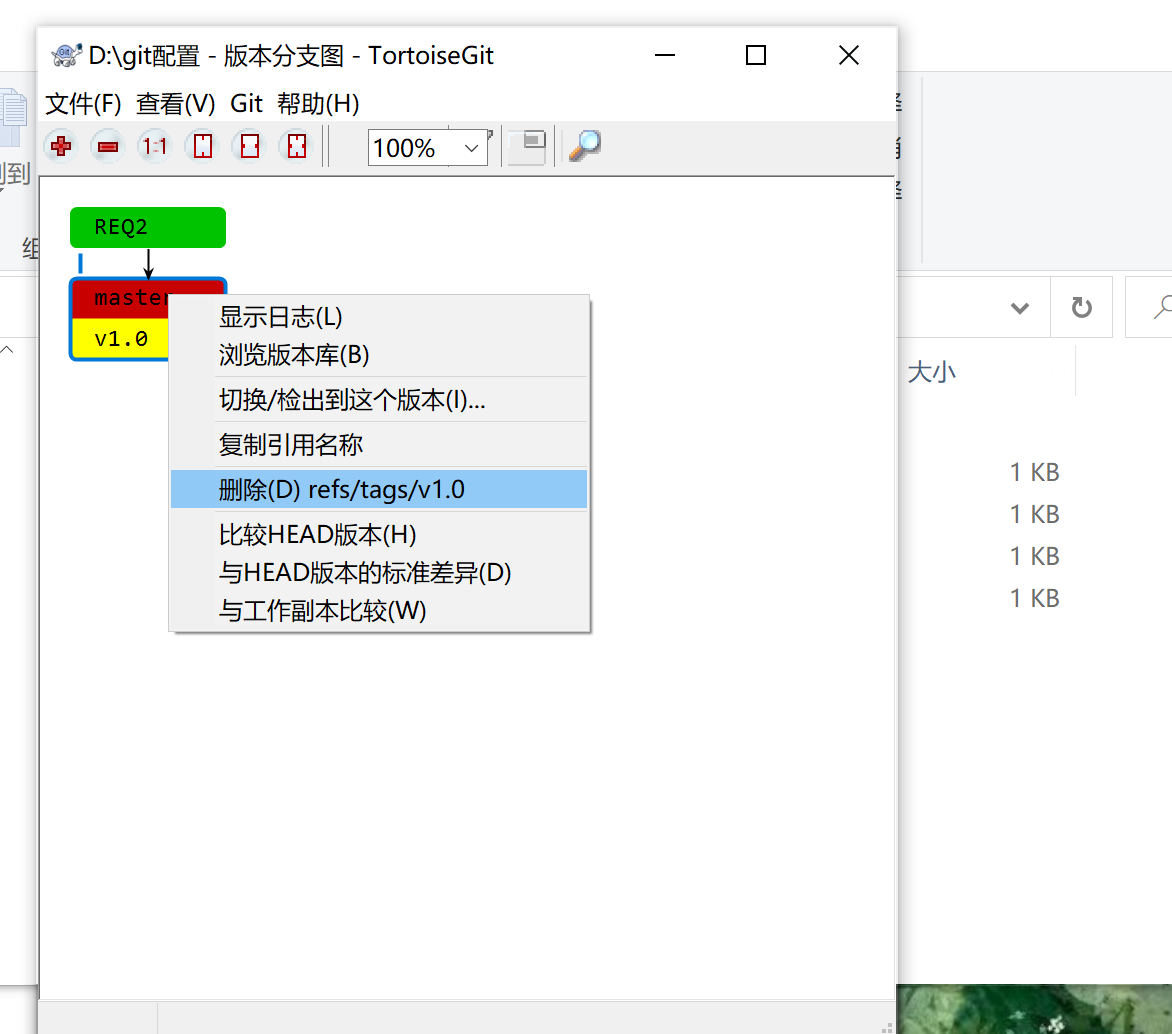 D:\git配置 - 版本分支图 - TortoiseGit
文件(F) 查看(V) Git 帮助(H)
1:1
100%
到
组
REQ2
master
v1.0
显示日志(L)
浏览版本库(B)
切换/检出到这个版本(I)...
复制引用名称
删除(D) refs/tags/v1.0
比较HEAD版本(H)
与HEAD版本的标准差异(D)
与工作副本比较(W)
大小
1 KB
1 KB
1 KB
1 KB